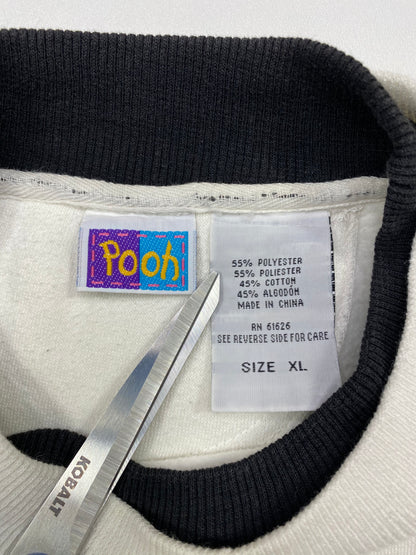 Pooh
55% POLYESTER
55% POLIESTER
45% COTTON
45% ALGODÓN
MADE IN CHINA
RN 61626
SEE REVERSE SIDE FOR CARE
SIZE XL
KOBALT